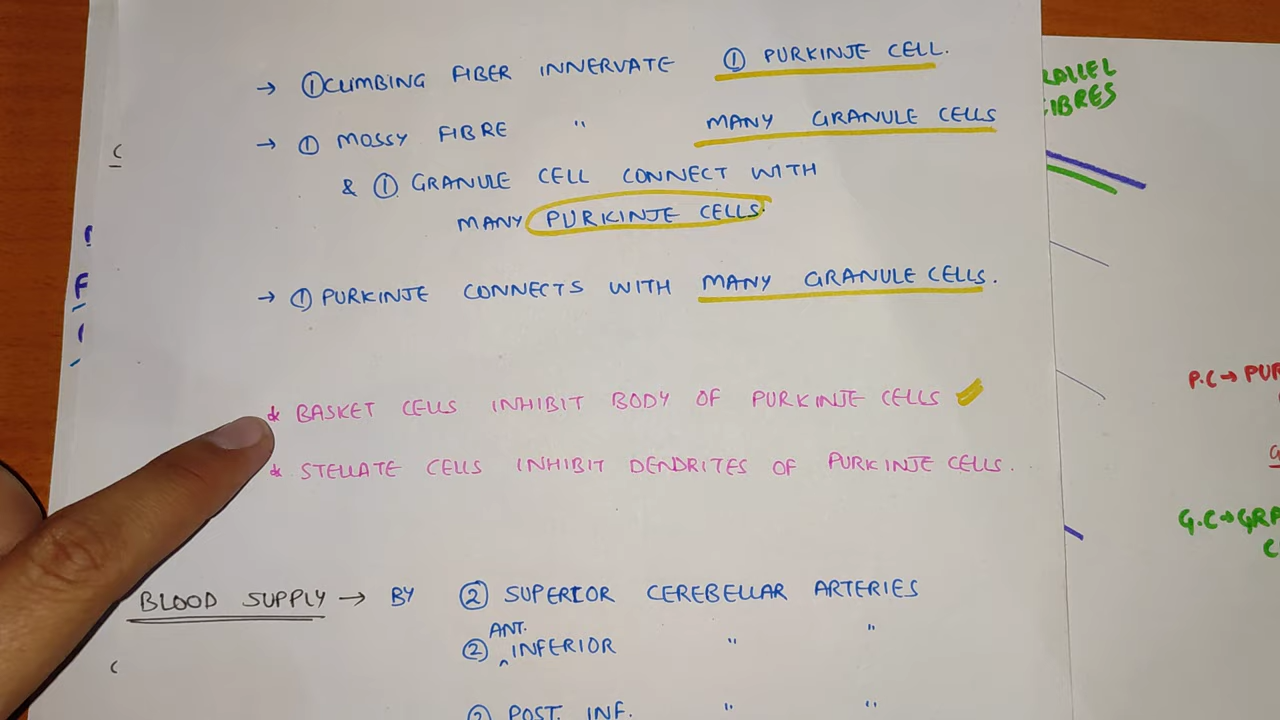 → ① CLIMBING FIBER INNERVATE ① PURKINJE CELL.
→ ① MOSSY FIBRE " MANY GRANULE CELLS
& ① GRANULE CELL CONNECT WITH
MANY PURKINJE CELLS.
→ ① PURKINJE CONNECTS WITH MANY GRANULE CELLS.
* BASKET CELLS INHIBIT BODY OF PURKINJE CELLS
* STELLATE CELLS INHIBIT DENDRITES OF PURKINJE CELLS.
BLOOD SUPPLY → BY ② SUPERIOR CEREBELLAR ARTERIES
② ANT. INFERIOR " "
② POST. INF. " "
P.C →
G.C →